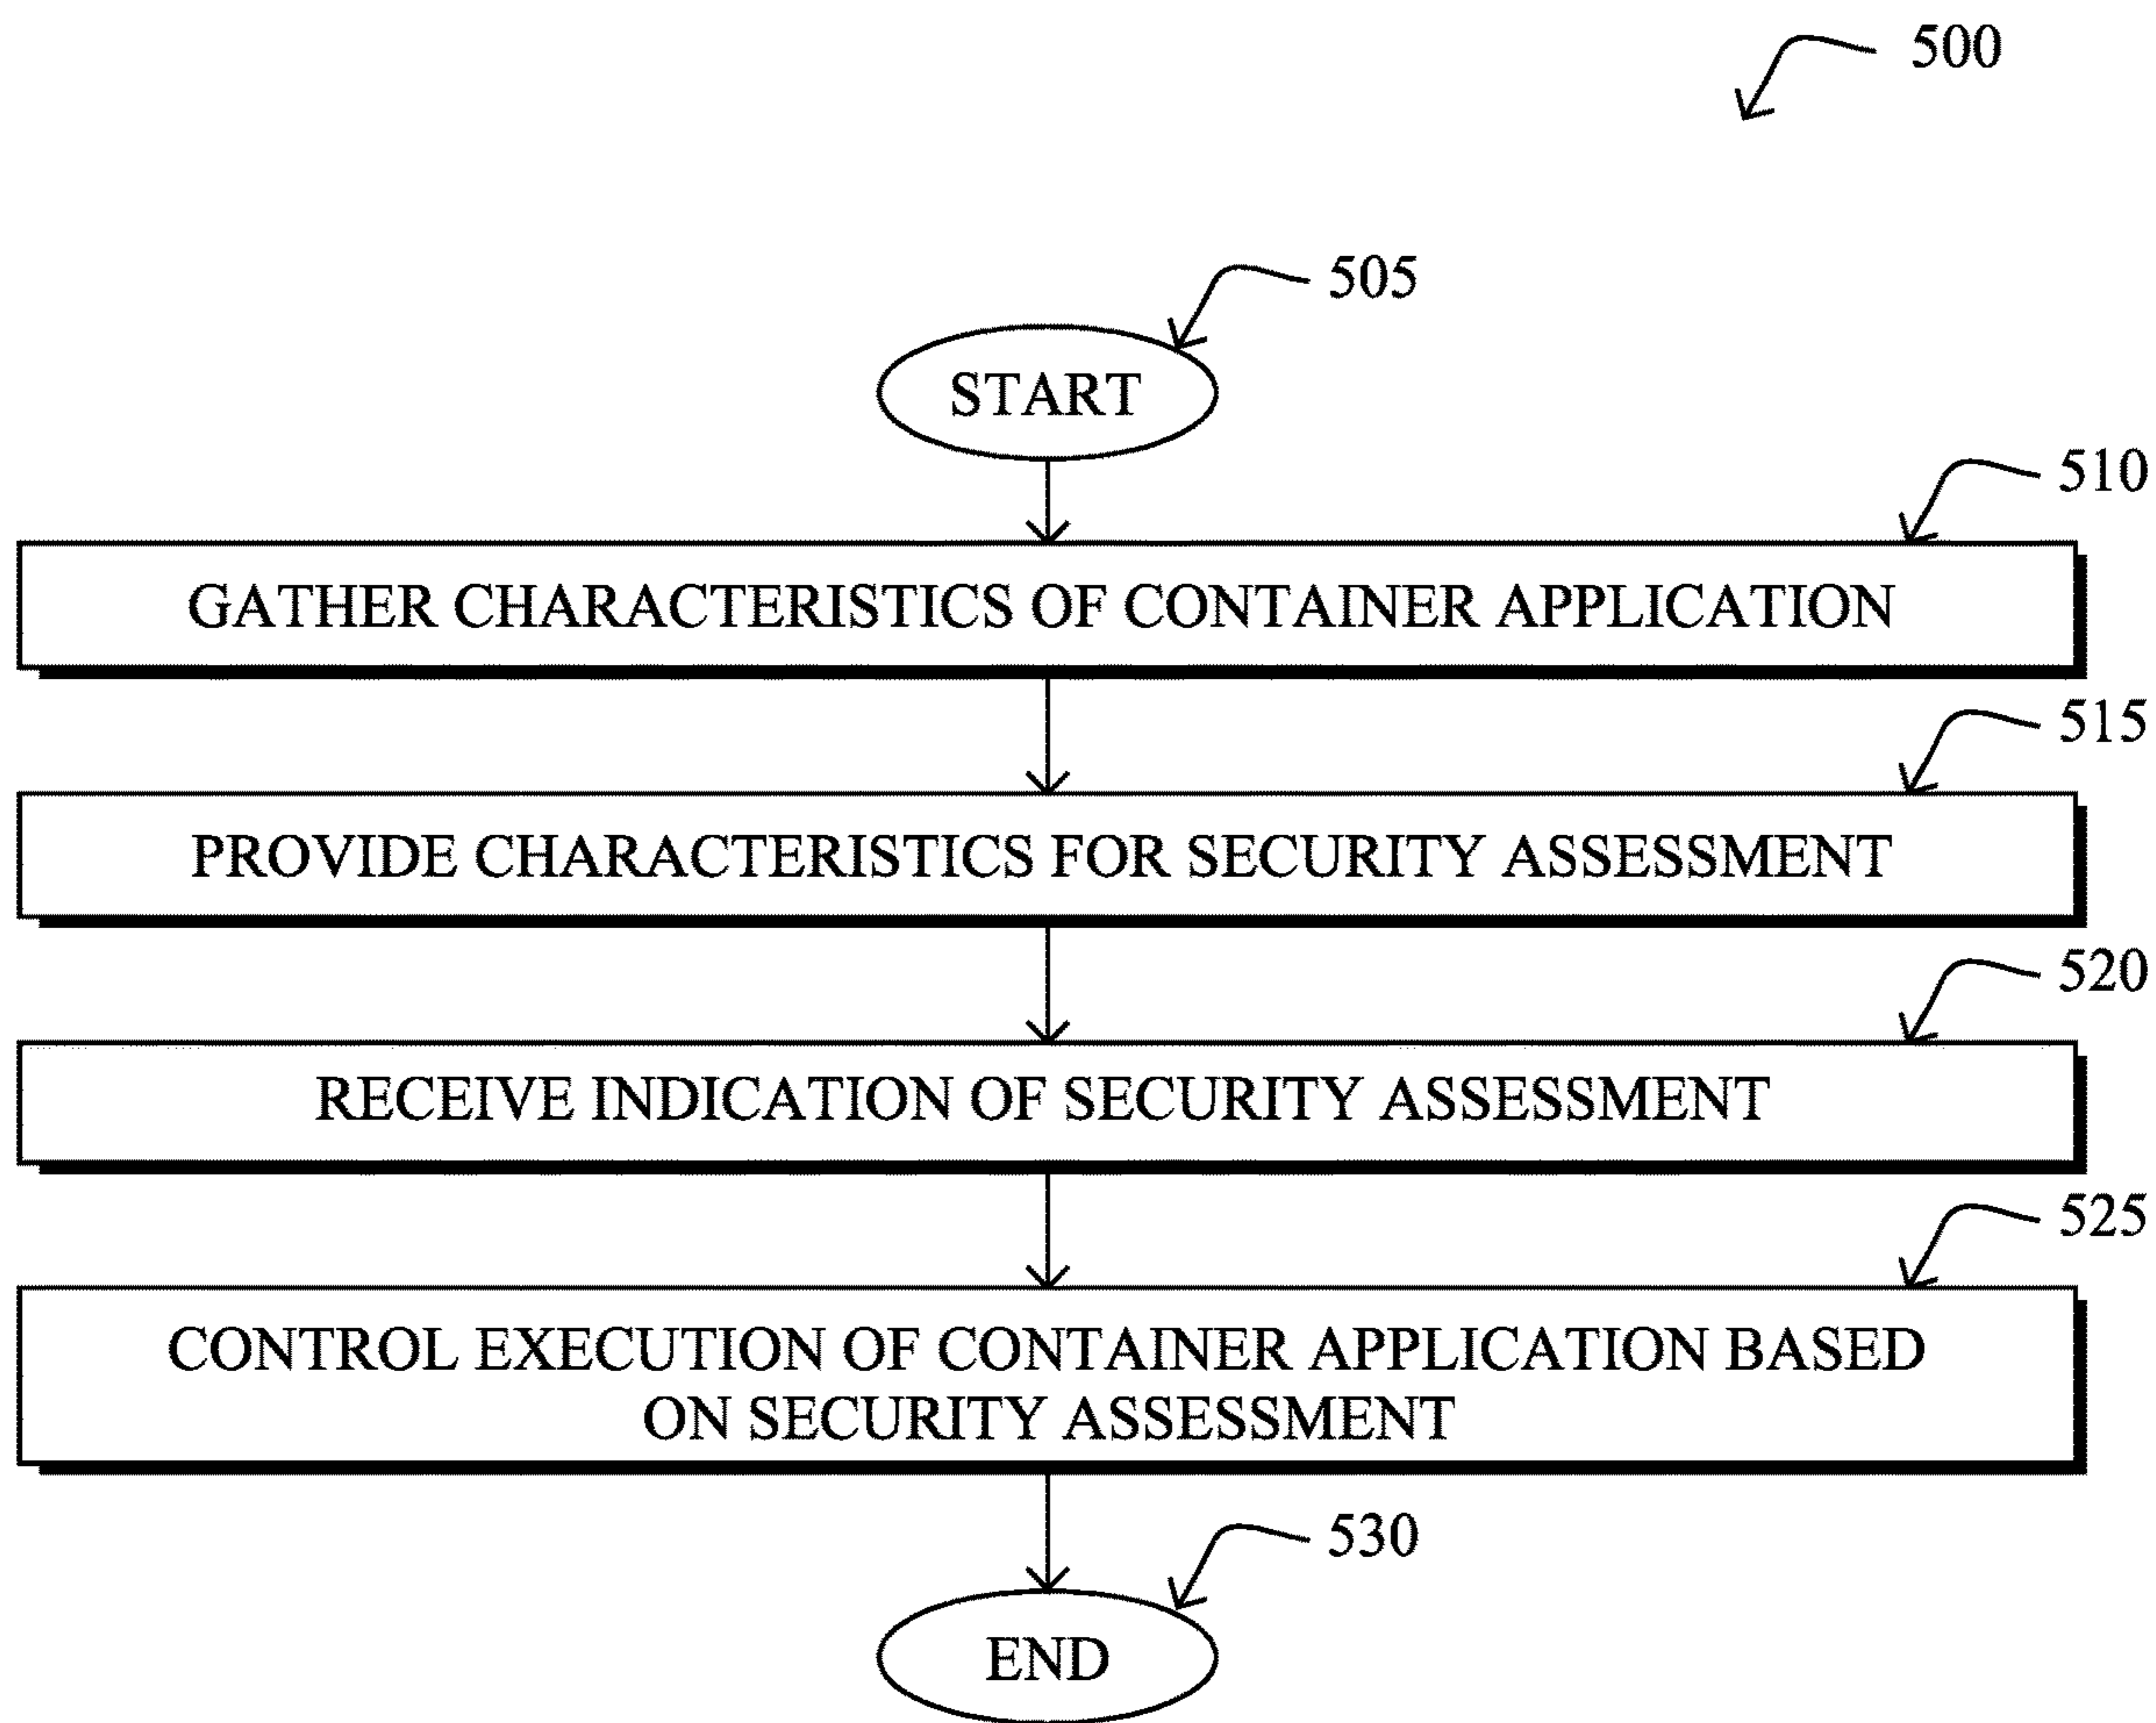 500
505
START
510
GATHER CHARACTERISTICS OF CONTAINER APPLICATION
515
PROVIDE CHARACTERISTICS FOR SECURITY ASSESSMENT
520
RECEIVE INDICATION OF SECURITY ASSESSMENT
525
CONTROL EXECUTION OF CONTAINER APPLICATION BASED
ON SECURITY ASSESSMENT
530
END